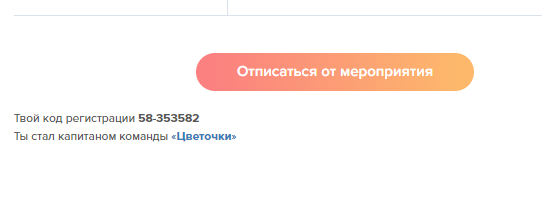 Отписаться от мероприятия
Твой код регистрации 58-353582
Ты стал капитаном команды «Цветочки»